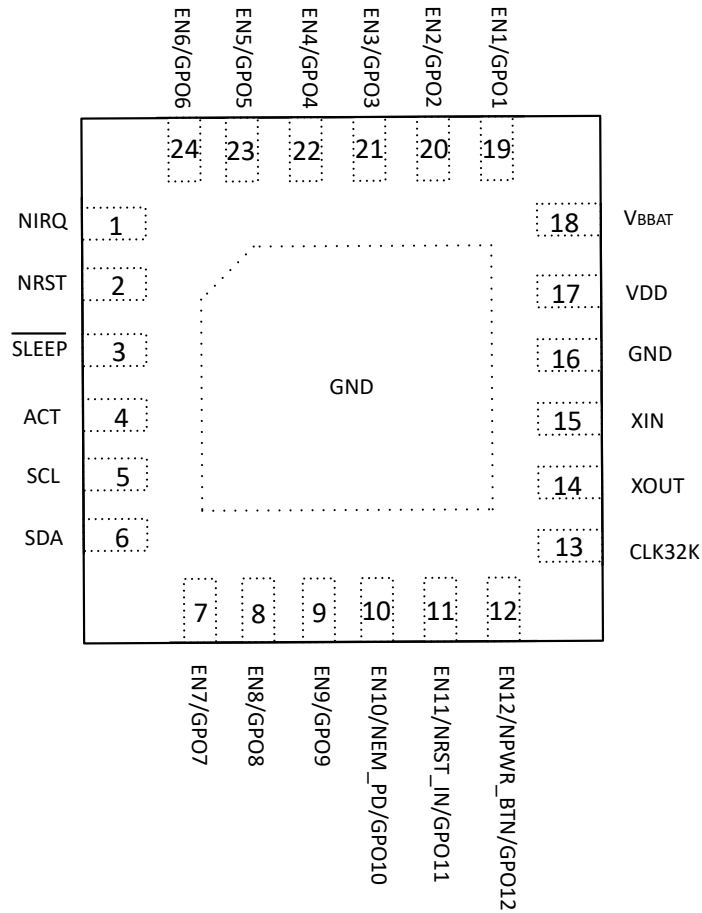 EN6/GPO6
EN5/GPO5
EN4/GPO4
EN3/GPO3
EN2/GPO2
EN1/GPO1
24
23
22
21
20
19
NIRQ
1
18
VBBAT
NRST
2
17
VDD
SLEEP
3
16
GND
GND
ACT
4
15
XIN
SCL
5
14
XOUT
SDA
6
13
CLK32K
7
8
9
10
11
12
EN7/GPO7
EN8/GPO8
EN9/GPO9
EN10/NEM_PD/GPO10
EN11/NRST_IN/GPO11
EN12/NPWR_BTN/GPO12